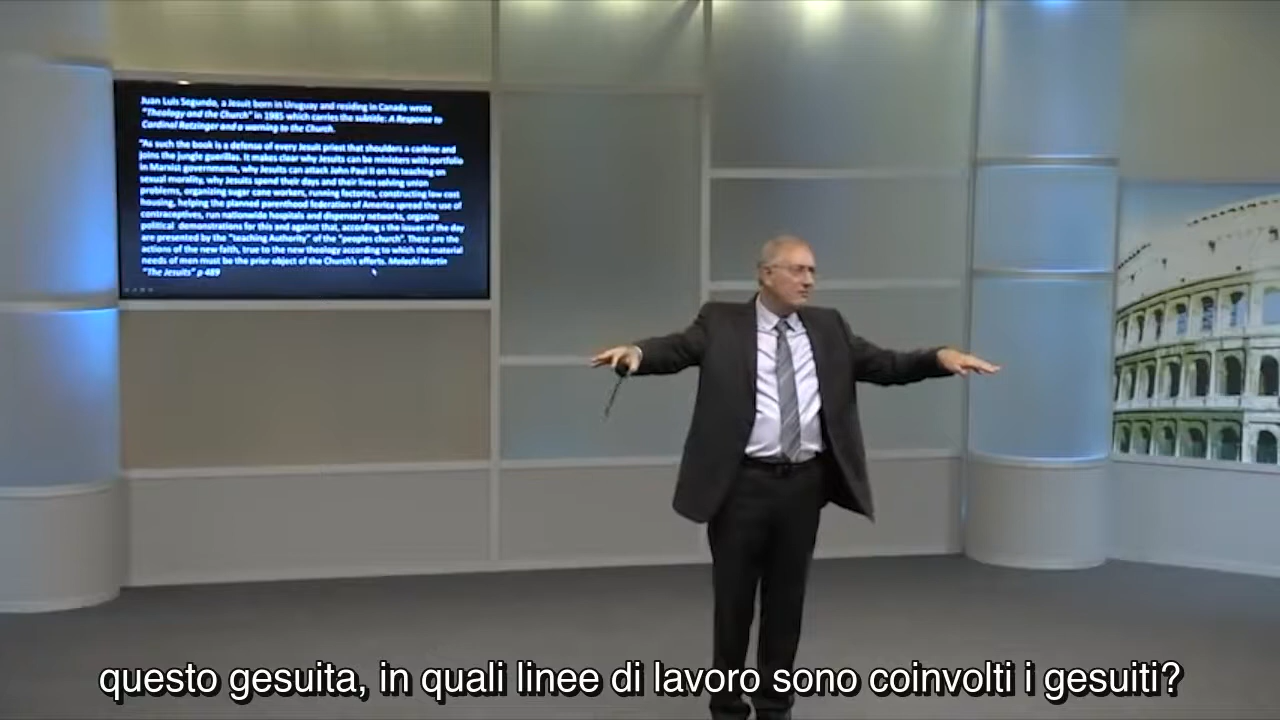 Juan Luis Segundo, a Jesuit born in Uruguay and residing in Canada wrote
"Theology and the Church" in 1985 which carries the subtitle: A Response to
Cardinal Ratzinger and a warning to the Church.
"As such the book is a defense of every Jesuit priest that shoulders a carbine and
joins the jungle guerillas. It makes clear why Jesuits can be ministers with portfolio
in Marxist governments, why Jesuits can attack John Paul II on his teaching on
sexual morality, why Jesuits spend their days and their lives solving union
problems, organizing sugar cane workers, running factories, constructing low cost
housing, helping the planned parenthood federation of America spread the use of
contraceptives, run nationwide hospitals and dispensary networks, organize
political demonstrations for this and against that, according s the issues of the day
are presented by the "teaching Authority" of the "peoples church". These are the
actions of the new faith, true to the new theology according to which the material
needs of men must be the prior object of the Church's efforts. Malachi Martin
"The Jesuits" p 489
questo gesuita, in quali linee di lavoro sono coinvolti i gesuiti?